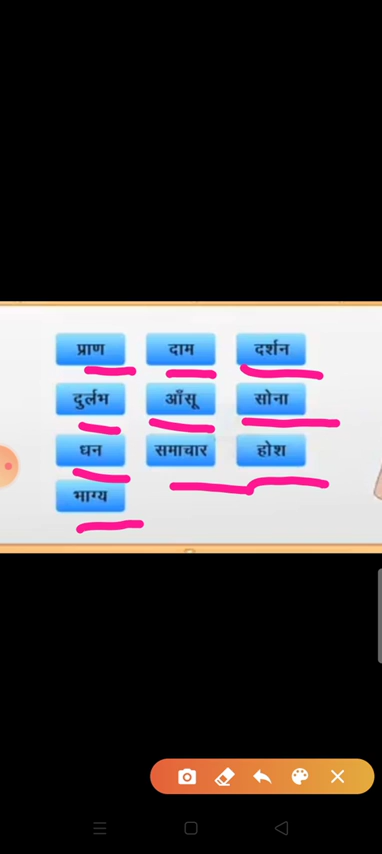 प्राण दाम दर्शन
दुर्लभ आँसू सोना
धन समाचार होश
भाग्य